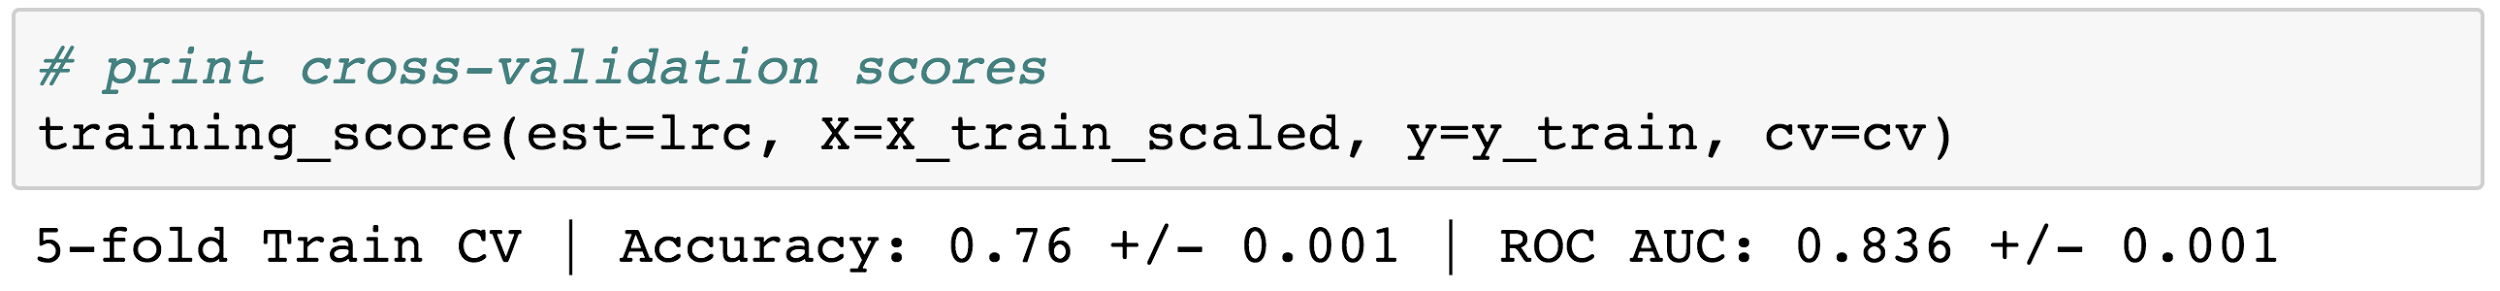 # print cross-validation scores
training_score(est=lrc, X=X_train_scaled, y=y_train, cv=cv)
5-fold Train CV | Accuracy: 0.76 +/- 0.001 | ROC AUC: 0.836 +/- 0.001